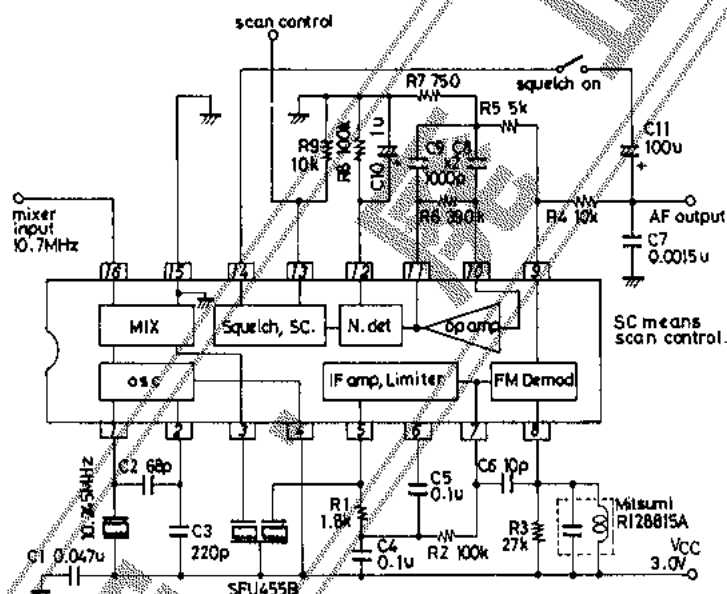 scan control
squelch on
R7 750
R5 5k
R9 10k
R8 100k
C10 1u
C9 C8
x2
1000p
R6 390k
C11
100u
R4 10k
AF output
C7
0.0015u
mixer
input
10.7MHz
16 15 14 13 12 11 10 9
MIX
Squelch, SC.
N. det
op amp
SC means
scan control.
osc
IF amp, Limiter
FM Demod
1 2 3 4 5 6 7 8
C2 68p
C6 10p
C5
0.1u
10.245MHz
R1
1.8k
Mitsumi
R128815A
C3
220p
R2 100k
R3
27k
C4
0.1u
VCC
3.0V
C1 0.047u
SFU455B